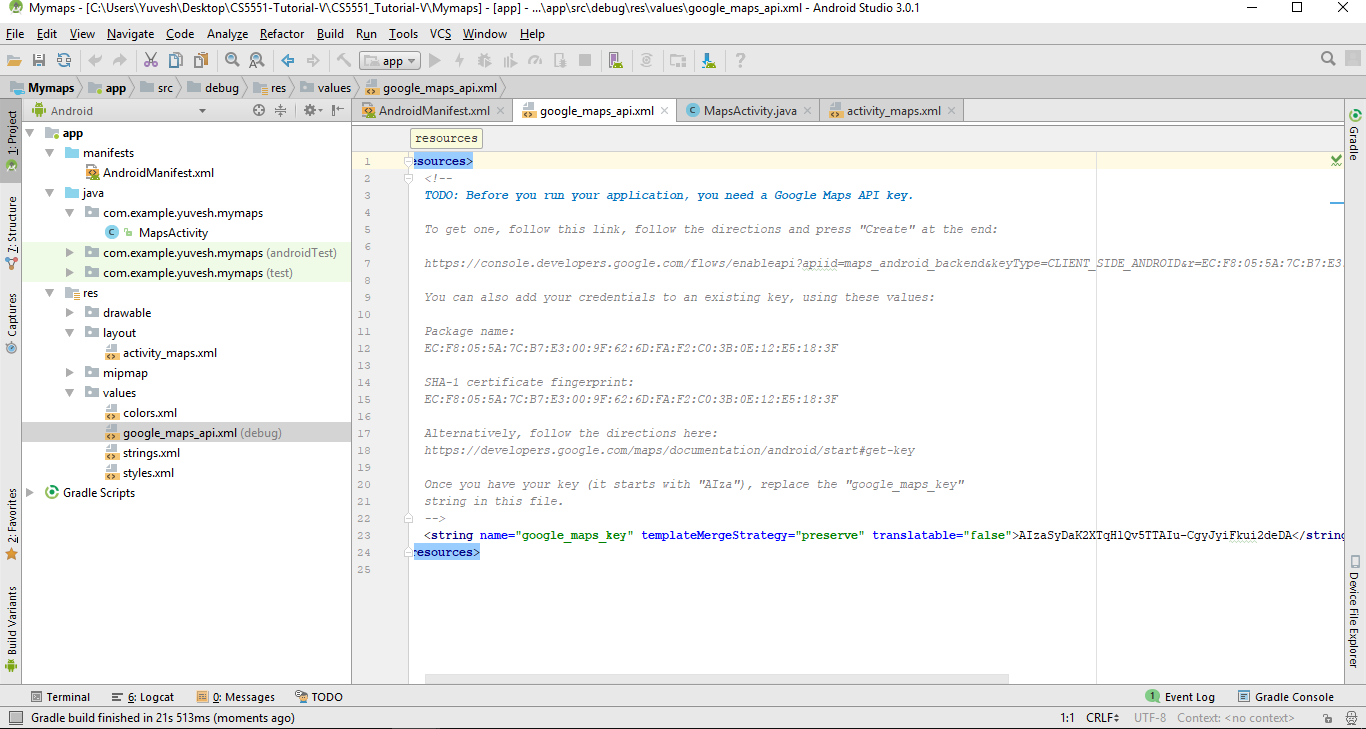 Mymaps - [C:\Users\Yuvesh\Desktop\CS5551-Tutorial-V\CS5551_Tutorial-V\Mymaps] - [app] - ...\app\src\debug\res\values\google_maps_api.xml - Android Studio 3.0.1
File Edit View Navigate Code Analyze Refactor Build Run Tools VCS Window Help
app
Mymaps app src debug res values google_maps_api.xml
Android
AndroidManifest.xml google_maps_api.xml MapsActivity.java activity_maps.xml
1: Project
7: Structure
Captures
2: Favorites
Build Variants
app
manifests
AndroidManifest.xml
java
com.example.yuvesh.mymaps
MapsActivity
com.example.yuvesh.mymaps (androidTest)
com.example.yuvesh.mymaps (test)
res
drawable
layout
activity_maps.xml
mipmap
values
colors.xml
google_maps_api.xml (debug)
strings.xml
styles.xml
Gradle Scripts
resources
1 esources>
2 <!--
3 TODO: Before you run your application, you need a Google Maps API key.
4
5 To get one, follow this link, follow the directions and press "Create" at the end:
6
7 https://console.developers.google.com/flows/enableapi?apiid=maps_android_backend&keyType=CLIENT_SIDE_ANDROID&r=EC:F8:05:5A:7C:B7:E3
8
9 You can also add your credentials to an existing key, using these values:
10
11 Package name:
12 EC:F8:05:5A:7C:B7:E3:00:9F:62:6D:FA:F2:C0:3B:0E:12:E5:18:3F
13
14 SHA-1 certificate fingerprint:
15 EC:F8:05:5A:7C:B7:E3:00:9F:62:6D:FA:F2:C0:3B:0E:12:E5:18:3F
16
17 Alternatively, follow the directions here:
18 https://developers.google.com/maps/documentation/android/start#get-key
19
20 Once you have your key (it starts with "AIza"), replace the "google_maps_key"
21 string in this file.
22 -->
23 <string name="google_maps_key" templateMergeStrategy="preserve" translatable="false">AIzaSyDaK2XTqHlQv5TTAIu-CgyJyiFkui2deDA</string
24 resources>
25
Gradle
Device File Explorer
Terminal 6: Logcat 0: Messages TODO 1 Event Log Gradle Console
Gradle build finished in 21s 513ms (moments ago) 1:1 CRLF UTF-8 Context: <no context>